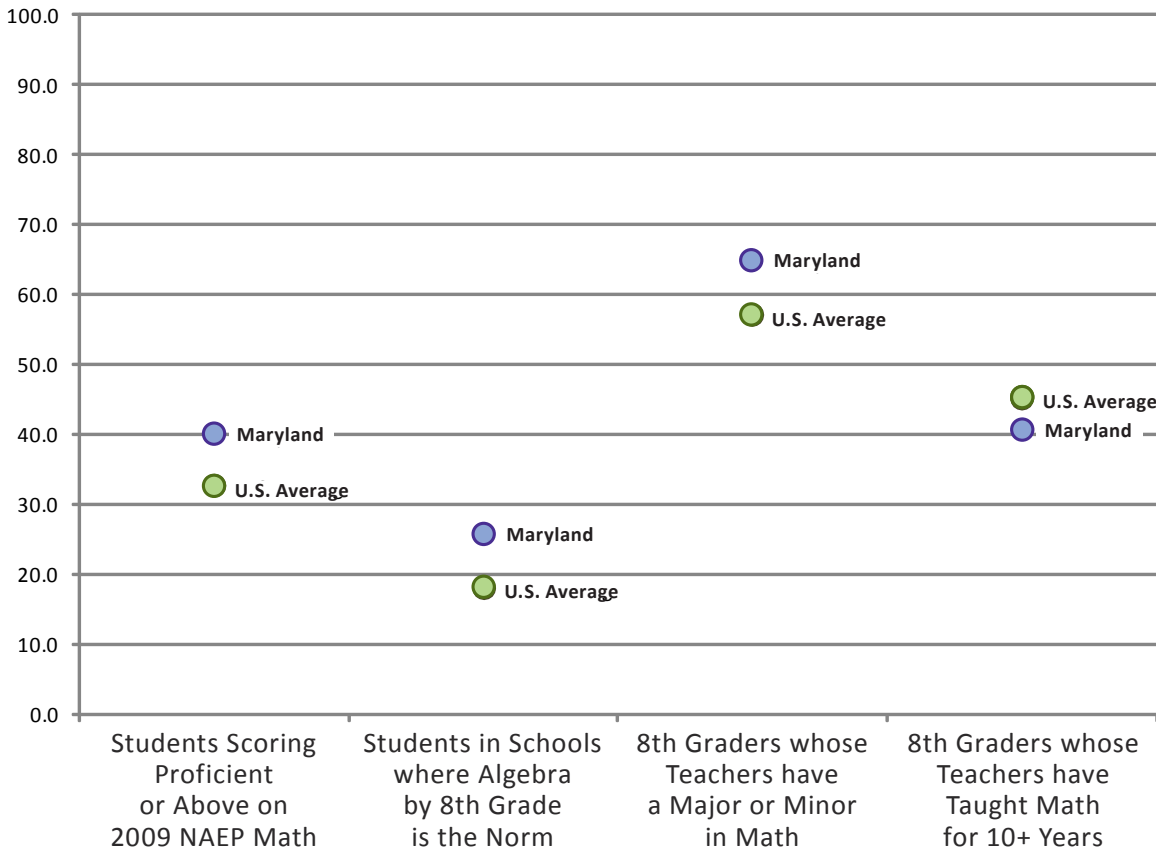 100.0
90.0
80.0
70.0
60.0
50.0
40.0
30.0
20.0
10.0
0.0
Maryland
U.S. Average
Maryland
U.S. Average
Maryland
U.S. Average
U.S. Average
Maryland
Students Scoring
Proficient
or Above on
2009 NAEP Math
Students in Schools
where Algebra
by 8th Grade
is the Norm
8th Graders whose
Teachers have
a Major or Minor
in Math
8th Graders whose
Teachers have
Taught Math
for 10+ Years